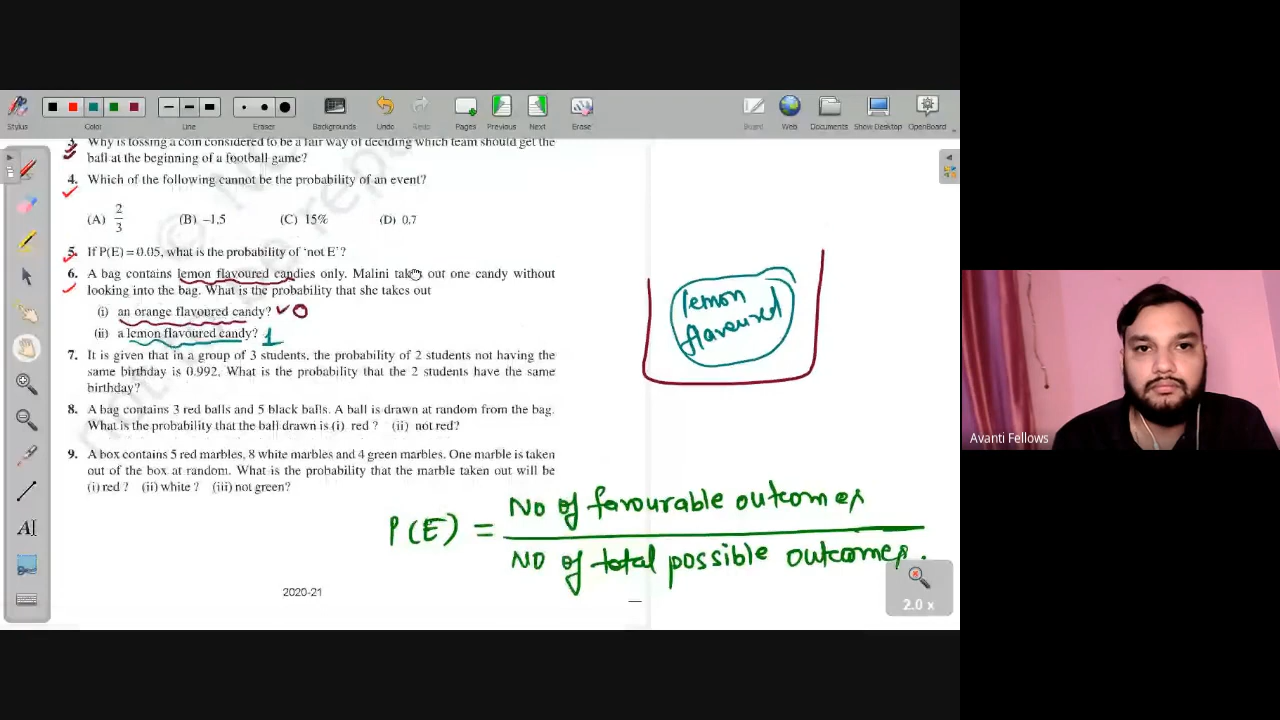 Stylus
Color
Line
Eraser
Backgrounds
Undo
Redo
Pages
Previous
Next
Erase
Board
Web
Documents
Show Desktop
OpenBoard
3. Why is tossing a coin considered to be a fair way of deciding which team should get the
ball at the beginning of a football game?
4. Which of the following cannot be the probability of an event?
(A) 2/3 (B) –1.5 (C) 15% (D) 0.7
5. If P(E) = 0.05, what is the probability of ‘not E’?
6. A bag contains lemon flavoured candies only. Malini takes out one candy without
looking into the bag. What is the probability that she takes out
(i) an orange flavoured candy? 0
(ii) a lemon flavoured candy? 1
7. It is given that in a group of 3 students, the probability of 2 students not having the
same birthday is 0.992. What is the probability that the 2 students have the same
birthday?
8. A bag contains 3 red balls and 5 black balls. A ball is drawn at random from the bag.
What is the probability that the ball drawn is (i) red ? (ii) not red?
9. A box contains 5 red marbles, 8 white marbles and 4 green marbles. One marble is taken
out of the box at random. What is the probability that the marble taken out will be
(i) red ? (ii) white ? (iii) not green?
2020-21
lemon
flavoured
P(E) = No of favourable outcomes
NO of total possible outcomes.
2.0 x
Avanti Fellows